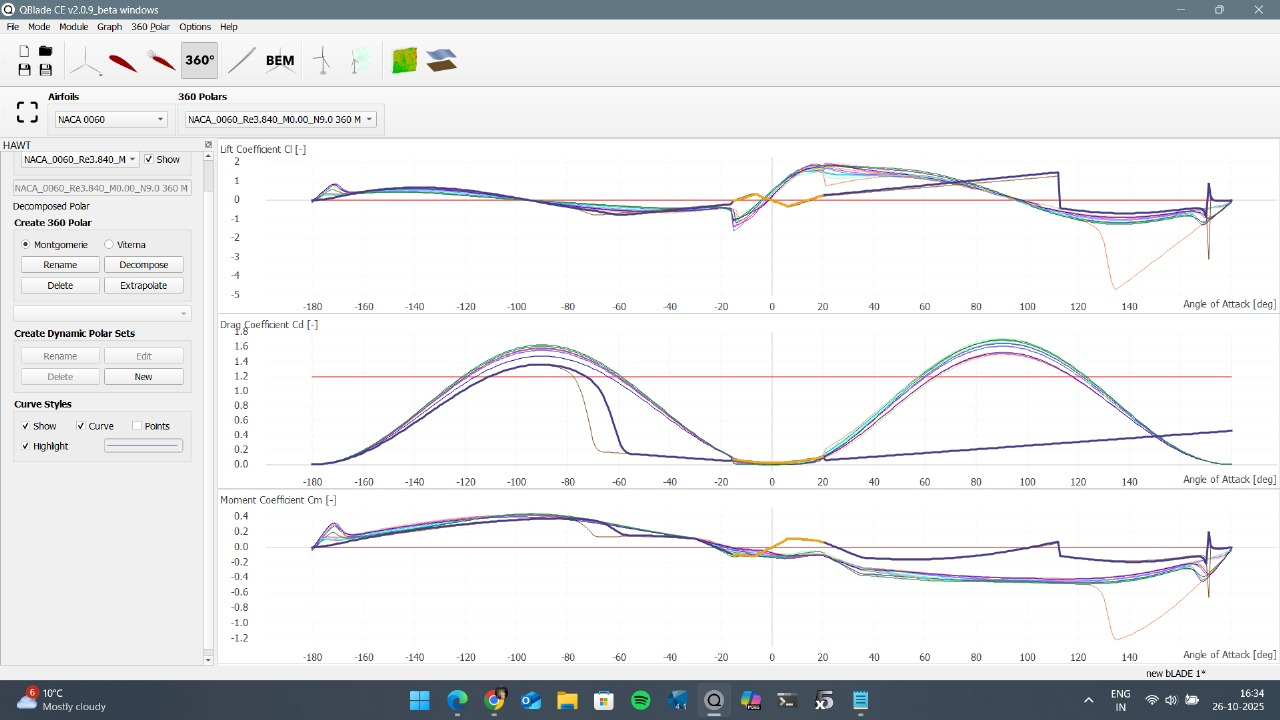 QBlade CE v2.0.9_beta windows
File Mode Module Graph 360 Polar Options Help
360° BEM
Airfoils 360 Polars
NACA 0060 NACA_0060_Re3.840_M0.00_N9.0 360 M
HAWT
NACA_0060_Re3.840_M Show
NACA_0060_Re3.840_M0.00_N9.0 360 M
Decomposed Polar
Create 360 Polar
Montgomerie Viterna
Rename Decompose
Delete Extrapolate
Create Dynamic Polar Sets
Rename Edit
Delete New
Curve Styles
Show Curve Points
Highlight
Lift Coefficient Cl [-]
2
1
0
-1
-2
-3
-4
-5
-180 -160 -140 -120 -100 -80 -60 -40 -20 0 20 40 60 80 100 120 140 Angle of Attack [deg]
Drag Coefficient Cd [-]
1.8
1.6
1.4
1.2
1.0
0.8
0.6
0.4
0.2
0.0
-180 -160 -140 -120 -100 -80 -60 -40 -20 0 20 40 60 80 100 120 140 Angle of Attack [deg]
Moment Coefficient Cm [-]
0.4
0.2
0.0
-0.2
-0.4
-0.6
-0.8
-1.0
-1.2
-180 -160 -140 -120 -100 -80 -60 -40 -20 0 20 40 60 80 100 120 140 Angle of Attack [deg]
new bLADE 1*
6 10°C
Mostly cloudy
4.1
x5
ENG
IN
16:34
26-10-2025